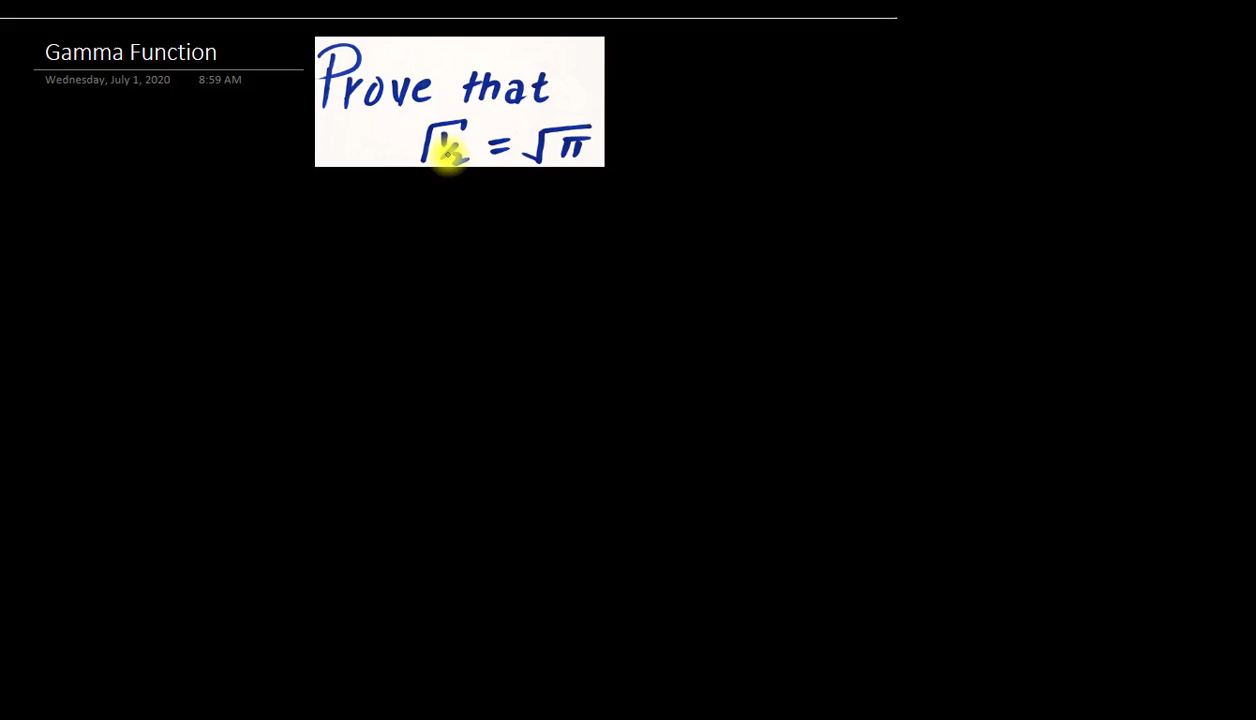 Gamma Function
Wednesday, July 1, 2020 8:59 AM
Prove that
Γ1/2 = √π